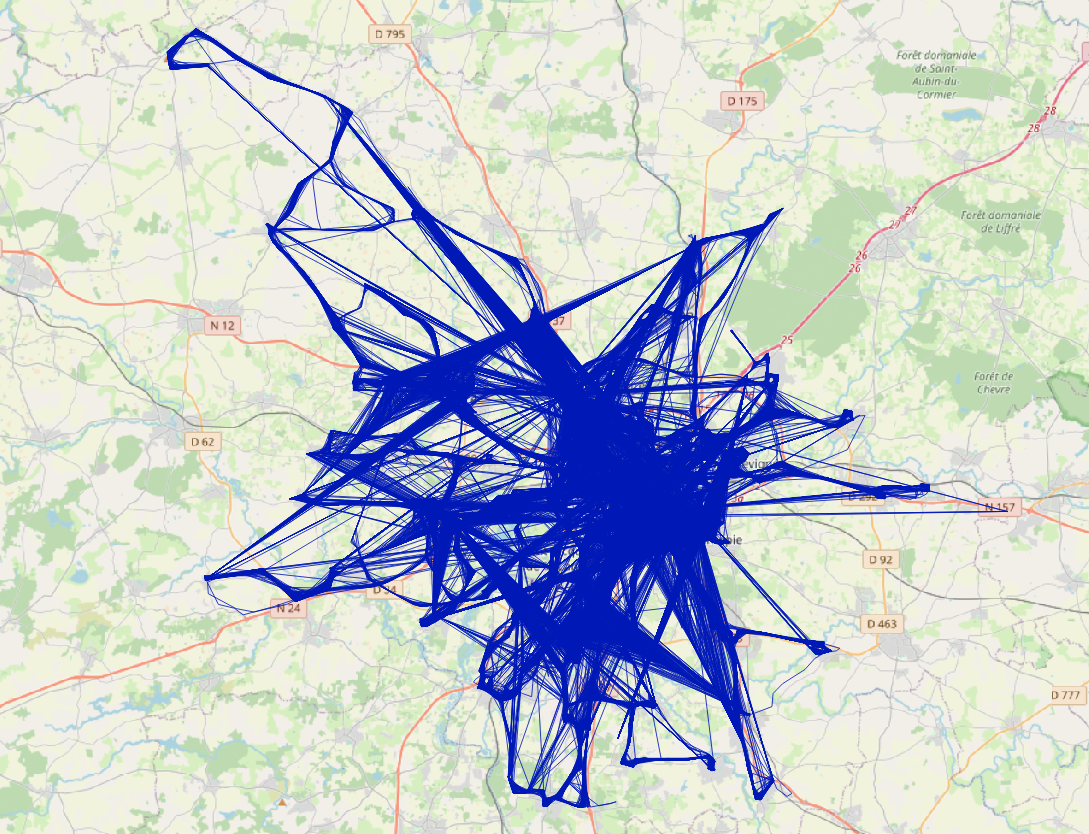 D 795
Forêt domaniale
de Saint-
Aubin-du-
Cormier
D 175
28
28
27
29
Forêt domaniale
de Liffré
26
26
N 12
37
25
Forêt de
Chevré
D 62
N 157
D 92
N 24
D 463
D 777